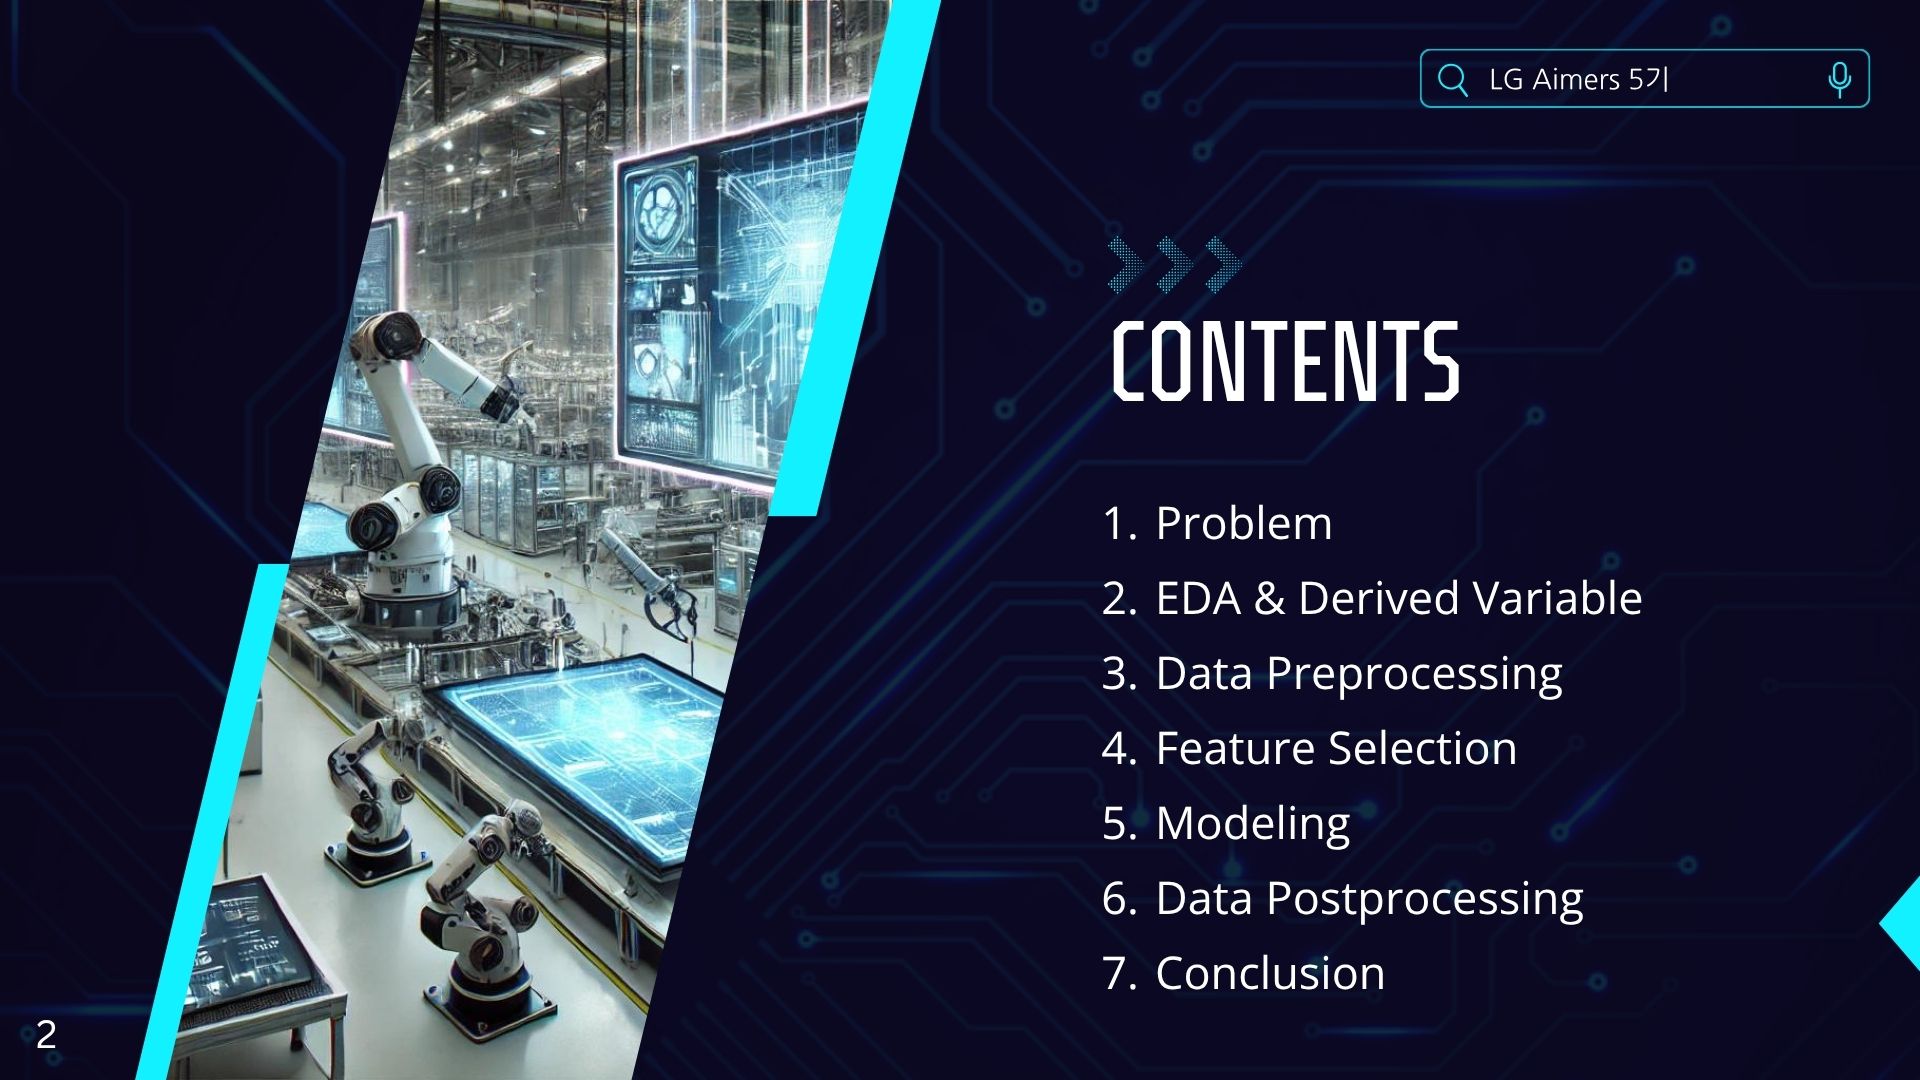 LG Aimers 5기
CONTENTS
1. Problem
2. EDA & Derived Variable
3. Data Preprocessing
4. Feature Selection
5. Modeling
6. Data Postprocessing
7. Conclusion
2